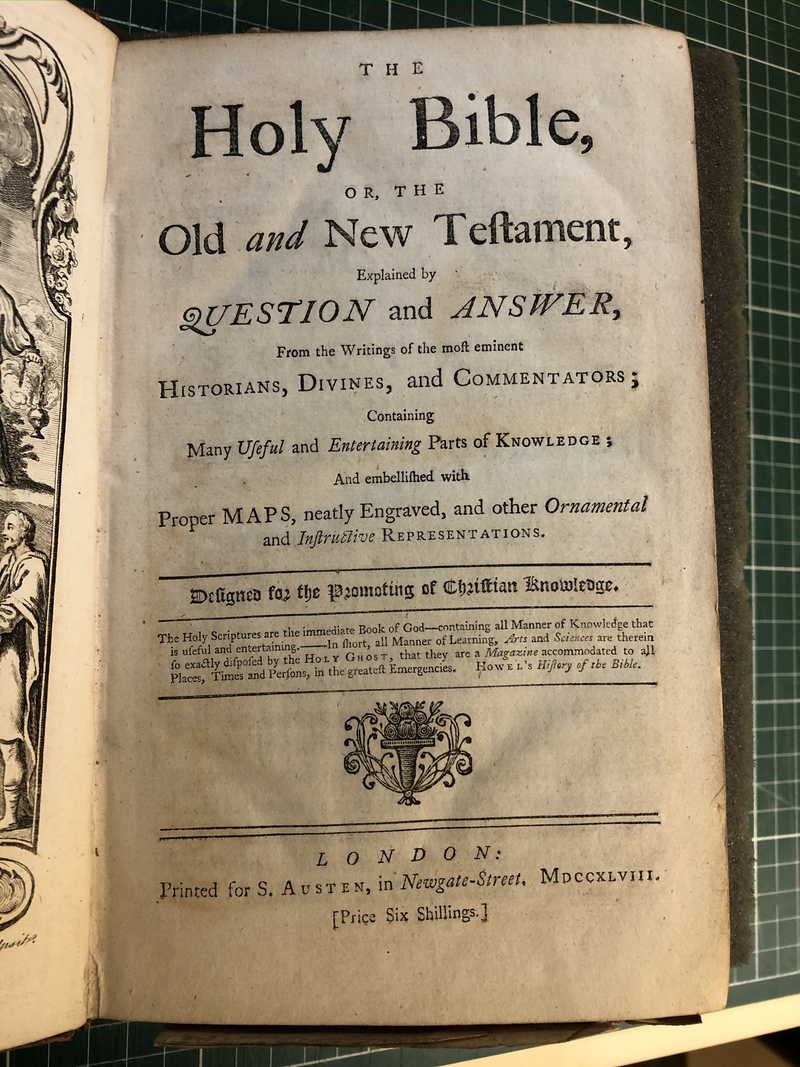 THE
Holy Bible,
OR, THE
Old and New Teſtament,
Explained by
QUESTION and ANSWER,
From the Writings of the moſt eminent
HISTORIANS, DIVINES, and COMMENTATORS;
Containing
Many Uſeful and Entertaining Parts of KNOWLEDGE;
And embelliſhed with
Proper MAPS, neatly Engraved, and other Ornamental
and Inſtructive REPRESENTATIONS.
Deſigned for the Promoting of Chriſtian Knowledge.
The Holy Scriptures are the immediate Book of God—containing all Manner of Knowledge that
is uſeful and entertaining.——In ſhort, all Manner of Learning, Arts and Sciences are therein
ſo exactly diſpoſed by the HOLY GHOST, that they are a Magazine accommodated to all
Places, Times and Perſons, in the greateſt Emergencies. HOWEL's Hiſtory of the Bible.
LONDON:
Printed for S. AUSTEN, in Newgate-Street. MDCCXLVIII.
[Price Six Shillings.]